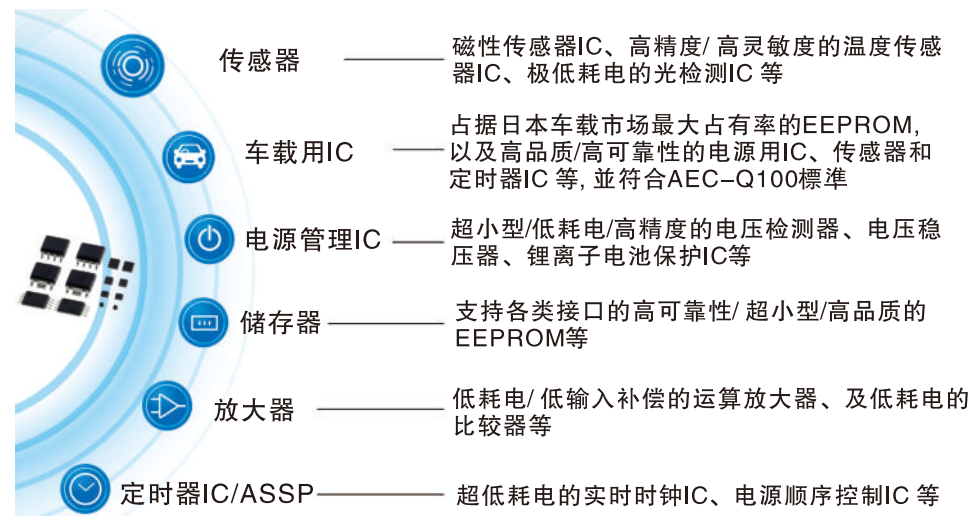 传感器
磁性传感器IC、高精度/ 高灵敏度的温度传感
器IC、极低耗电的光检测IC 等
车载用IC
占据日本车载市场最大占有率的EEPROM,
以及高品质/高可靠性的电源用IC、传感器和
定时器IC 等, 並符合AEC-Q100標準
电源管理IC
超小型/低耗电/高精度的电压检测器、电压稳
压器、锂离子电池保护IC等
储存器
支持各类接口的高可靠性/ 超小型/高品质的
EEPROM等
放大器
低耗电/ 低输入补偿的运算放大器、及低耗电的
比较器等
定时器IC/ASSP
超低耗电的实时时钟IC、电源顺序控制IC 等